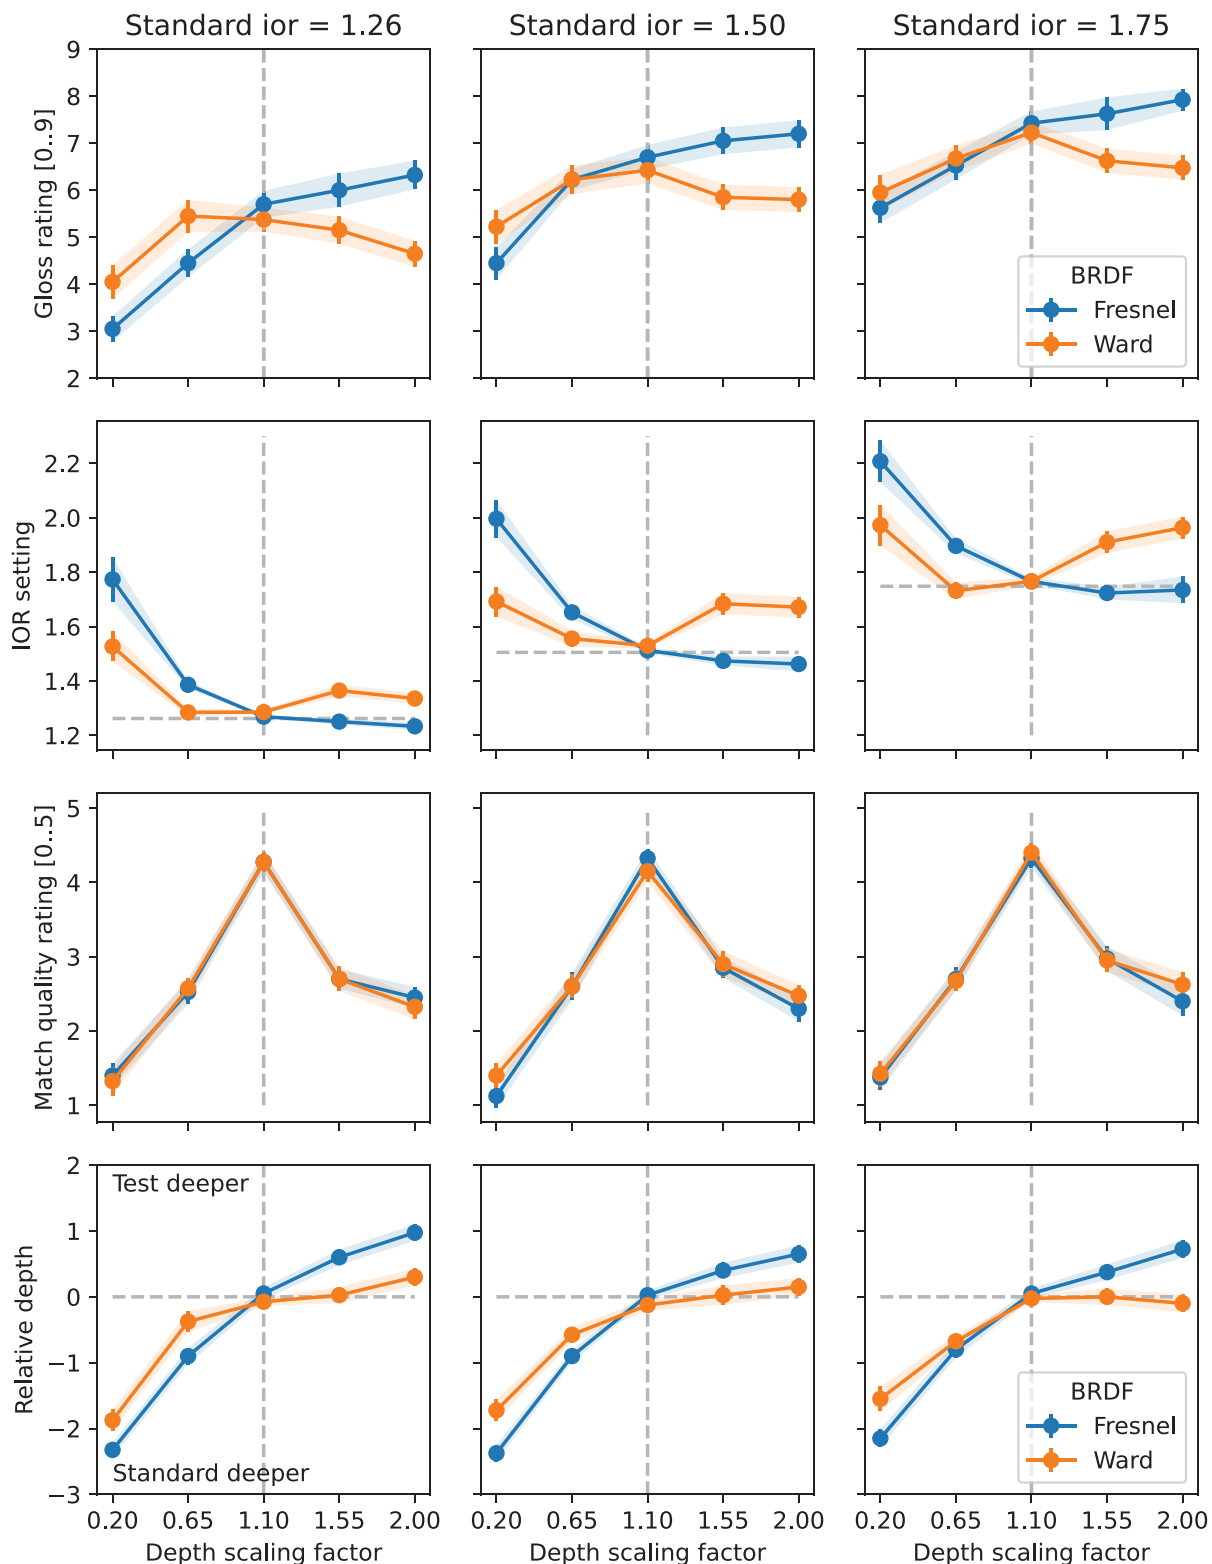 Standard ior = 1.26
Standard ior = 1.50
Standard ior = 1.75
Gloss rating [0..9]
9
8
7
6
5
4
3
2
BRDF
Fresnel
Ward
IOR setting
2.2
2.0
1.8
1.6
1.4
1.2
Match quality rating [0..5]
5
4
3
2
1
Relative depth
2
1
0
−1
−2
−3
Test deeper
Standard deeper
BRDF
Fresnel
Ward
0.20 0.65 1.10 1.55 2.00
0.20 0.65 1.10 1.55 2.00
0.20 0.65 1.10 1.55 2.00
Depth scaling factor
Depth scaling factor
Depth scaling factor